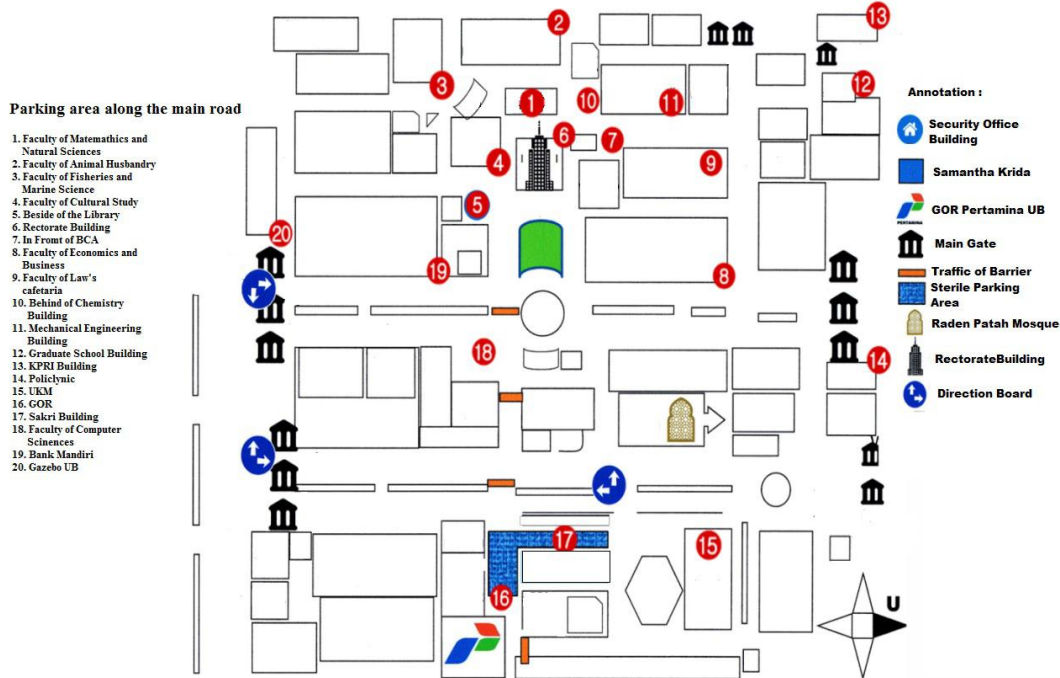 Parking area along the main road
1. Faculty of Matemathics and
Natural Sciences
2. Faculty of Animal Husbandry
3. Faculty of Fisheries and
Marine Science
4. Faculty of Cultural Study
5. Beside of the Library
6. Rectorate Building
7. In Fromt of BCA
8. Faculty of Economics and
Business
9. Faculty of Law's
cafetaria
10. Behind of Chemistry
Building
11. Mechanical Engineering
Building
12. Graduate School Building
13. KPRI Building
14. Policlynic
15. UKM
16. GOR
17. Sakri Building
18. Faculty of Computer
Scinences
19. Bank Mandiri
20. Gazebo UB
2
13
3
1
10
11
12
4
6
7
9
5
20
19
8
18
14
17
15
16
U
Annotation :
Security Office
Building
Samantha Krida
PERTAMINA
GOR Pertamina UB
Main Gate
Traffic of Barrier
Sterile Parking
Area
Raden Patah Mosque
RectorateBuilding
Direction Board